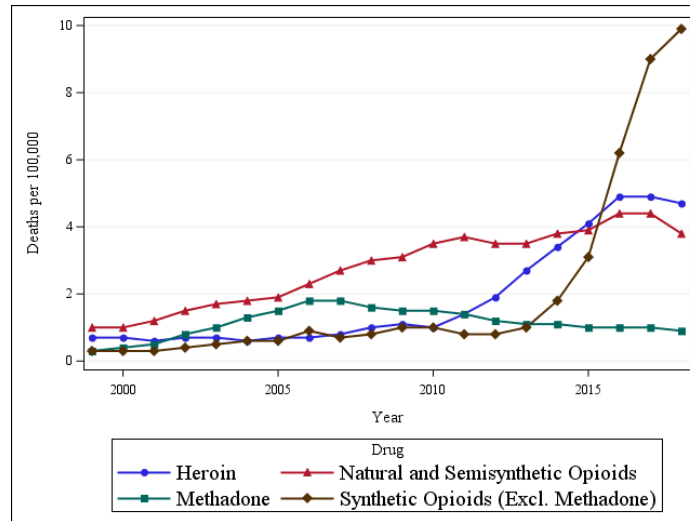 10
8
6
4
2
0
Deaths per 100,000
2000 2005 2010 2015
Year
Drug
Heroin Natural and Semisynthetic Opioids
Methadone Synthetic Opioids (Excl. Methadone)